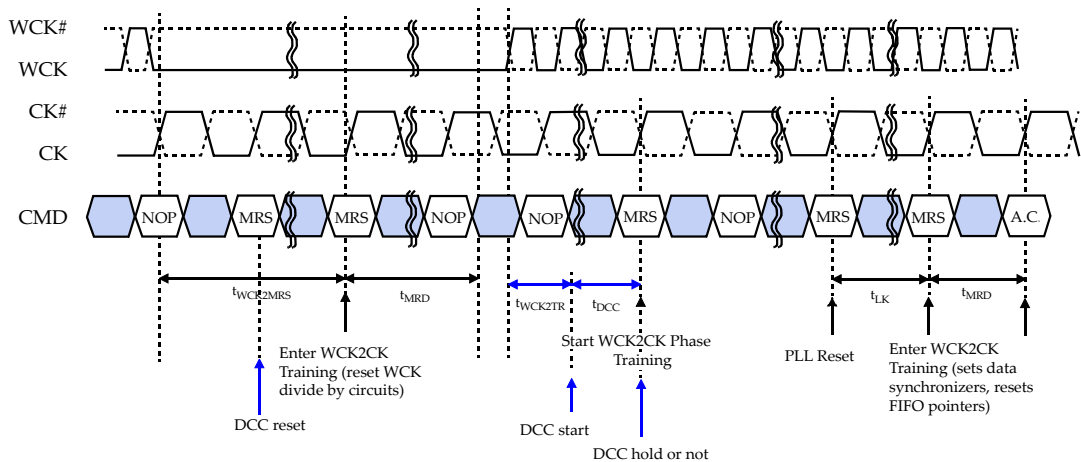 WCK#
WCK
CK#
CK
CMD
NOP
MRS
MRS
NOP
NOP
MRS
NOP
MRS
MRS
A.C.
tWCK2MRS
tMRD
tWCK2TR
tDCC
tLK
tMRD
Enter WCK2CK
Training (reset WCK
divide by circuits)
DCC reset
Start WCK2CK Phase
Training
DCC start
DCC hold or not
PLL Reset
Enter WCK2CK
Training (sets data
synchronizers, resets
FIFO pointers)